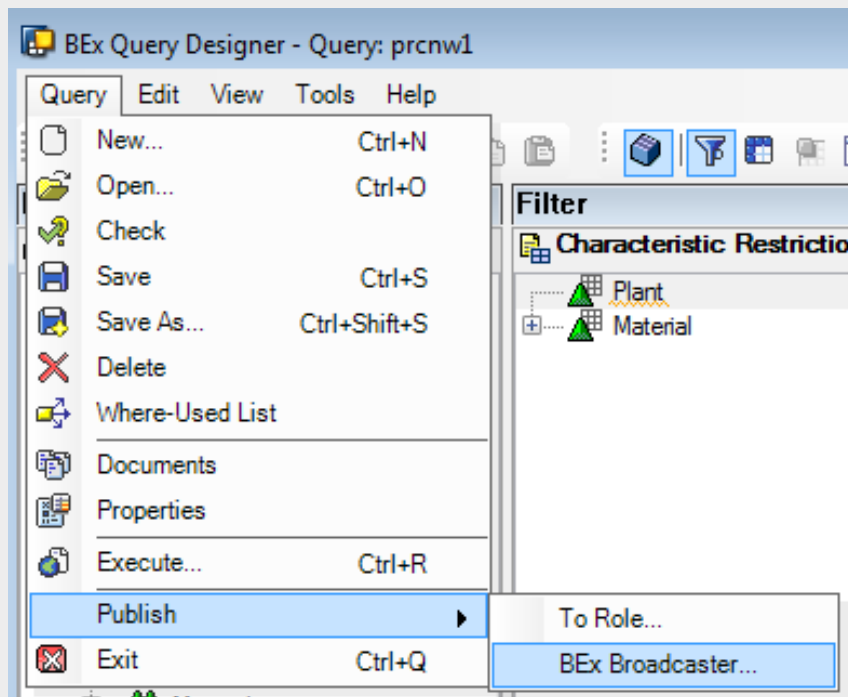 BEx Query Designer - Query: prcnw1
Query Edit View Tools Help
New... Ctrl+N
Open... Ctrl+O
Check
Save Ctrl+S
Save As... Ctrl+Shift+S
Delete
Where-Used List
Documents
Properties
Execute... Ctrl+R
Publish
Exit Ctrl+Q
To Role...
BEx Broadcaster...
Filter
Characteristic Restrictio
Plant
Material